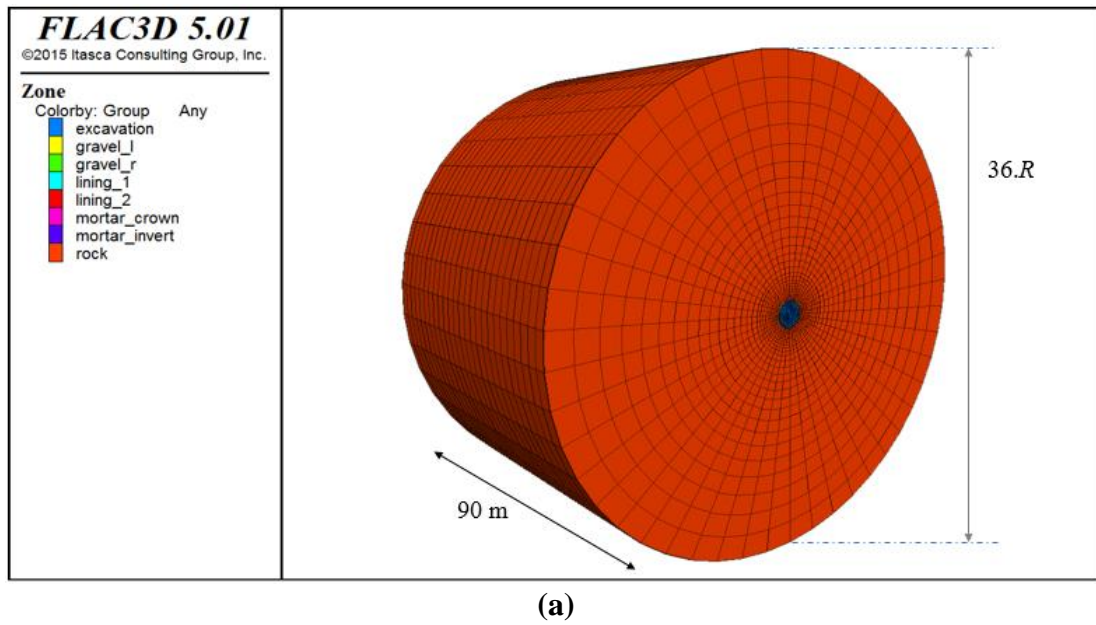 FLAC3D 5.01
©2015 Itasca Consulting Group, Inc.
Zone
Colorby: Group Any
excavation
gravel_l
gravel_r
lining_1
lining_2
mortar_crown
mortar_invert
rock
36.R
90 m
(a)